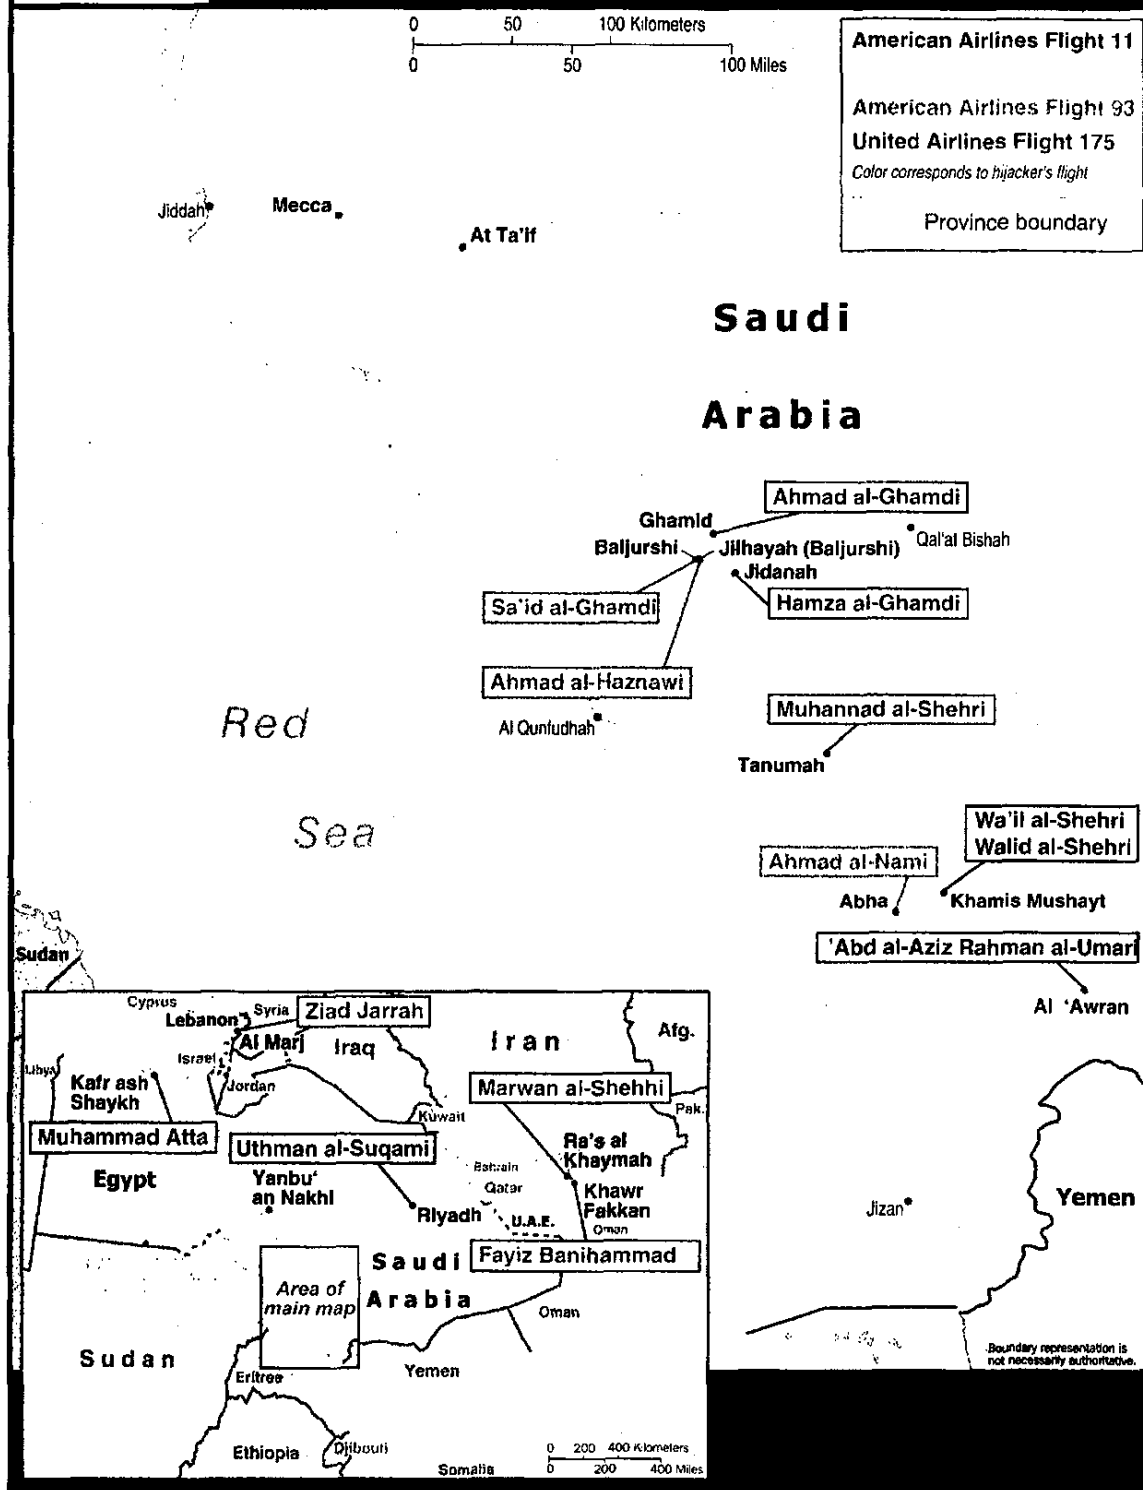 0 50 100 Kilometers
0 50 100 Miles
American Airlines Flight 11
American Airlines Flight 93
United Airlines Flight 175
Color corresponds to hijacker's flight
Province boundary
Jiddah
Mecca
At Ta'if
Saudi
Arabia
Ahmad al-Ghamdi
Ghamid
Qal'at Bishah
Baljurshi
Jilhayah (Baljurshi)
Jidanah
Sa'id al-Ghamdi
Hamza al-Ghamdi
Ahmad al-Haznawi
Red
Sea
Al Qunfudhah
Muhannad al-Shehri
Tanumah
Wa'il al-Shehri
Walid al-Shehri
Ahmad al-Nami
Abha
Khamis Mushayt
'Abd al-Aziz Rahman al-Umari
Al 'Awran
Sudan
Jizan
Yemen
Boundary representation is
not necessarily authoritative.
Cyprus
Syria
Ziad Jarrah
Lebanon
Al Marj
Iraq
Iran
Afg.
Israel
Libya
Jordan
Kafr ash
Shaykh
Marwan al-Shehhi
Kuwait
Pak.
Muhammad Atta
Uthman al-Suqami
Ra's al
Khaymah
Egypt
Yanbu'
an Nakhl
Bahrain
Qatar
Khawr
Fakkan
Riyadh
U.A.E.
Oman
Fayiz Banihammad
Saudi
Arabia
Area of
main map
Oman
Sudan
Yemen
Eritrea
Ethiopia
Djibouti
Somalia
0 200 400 Kilometers
0 200 400 Miles